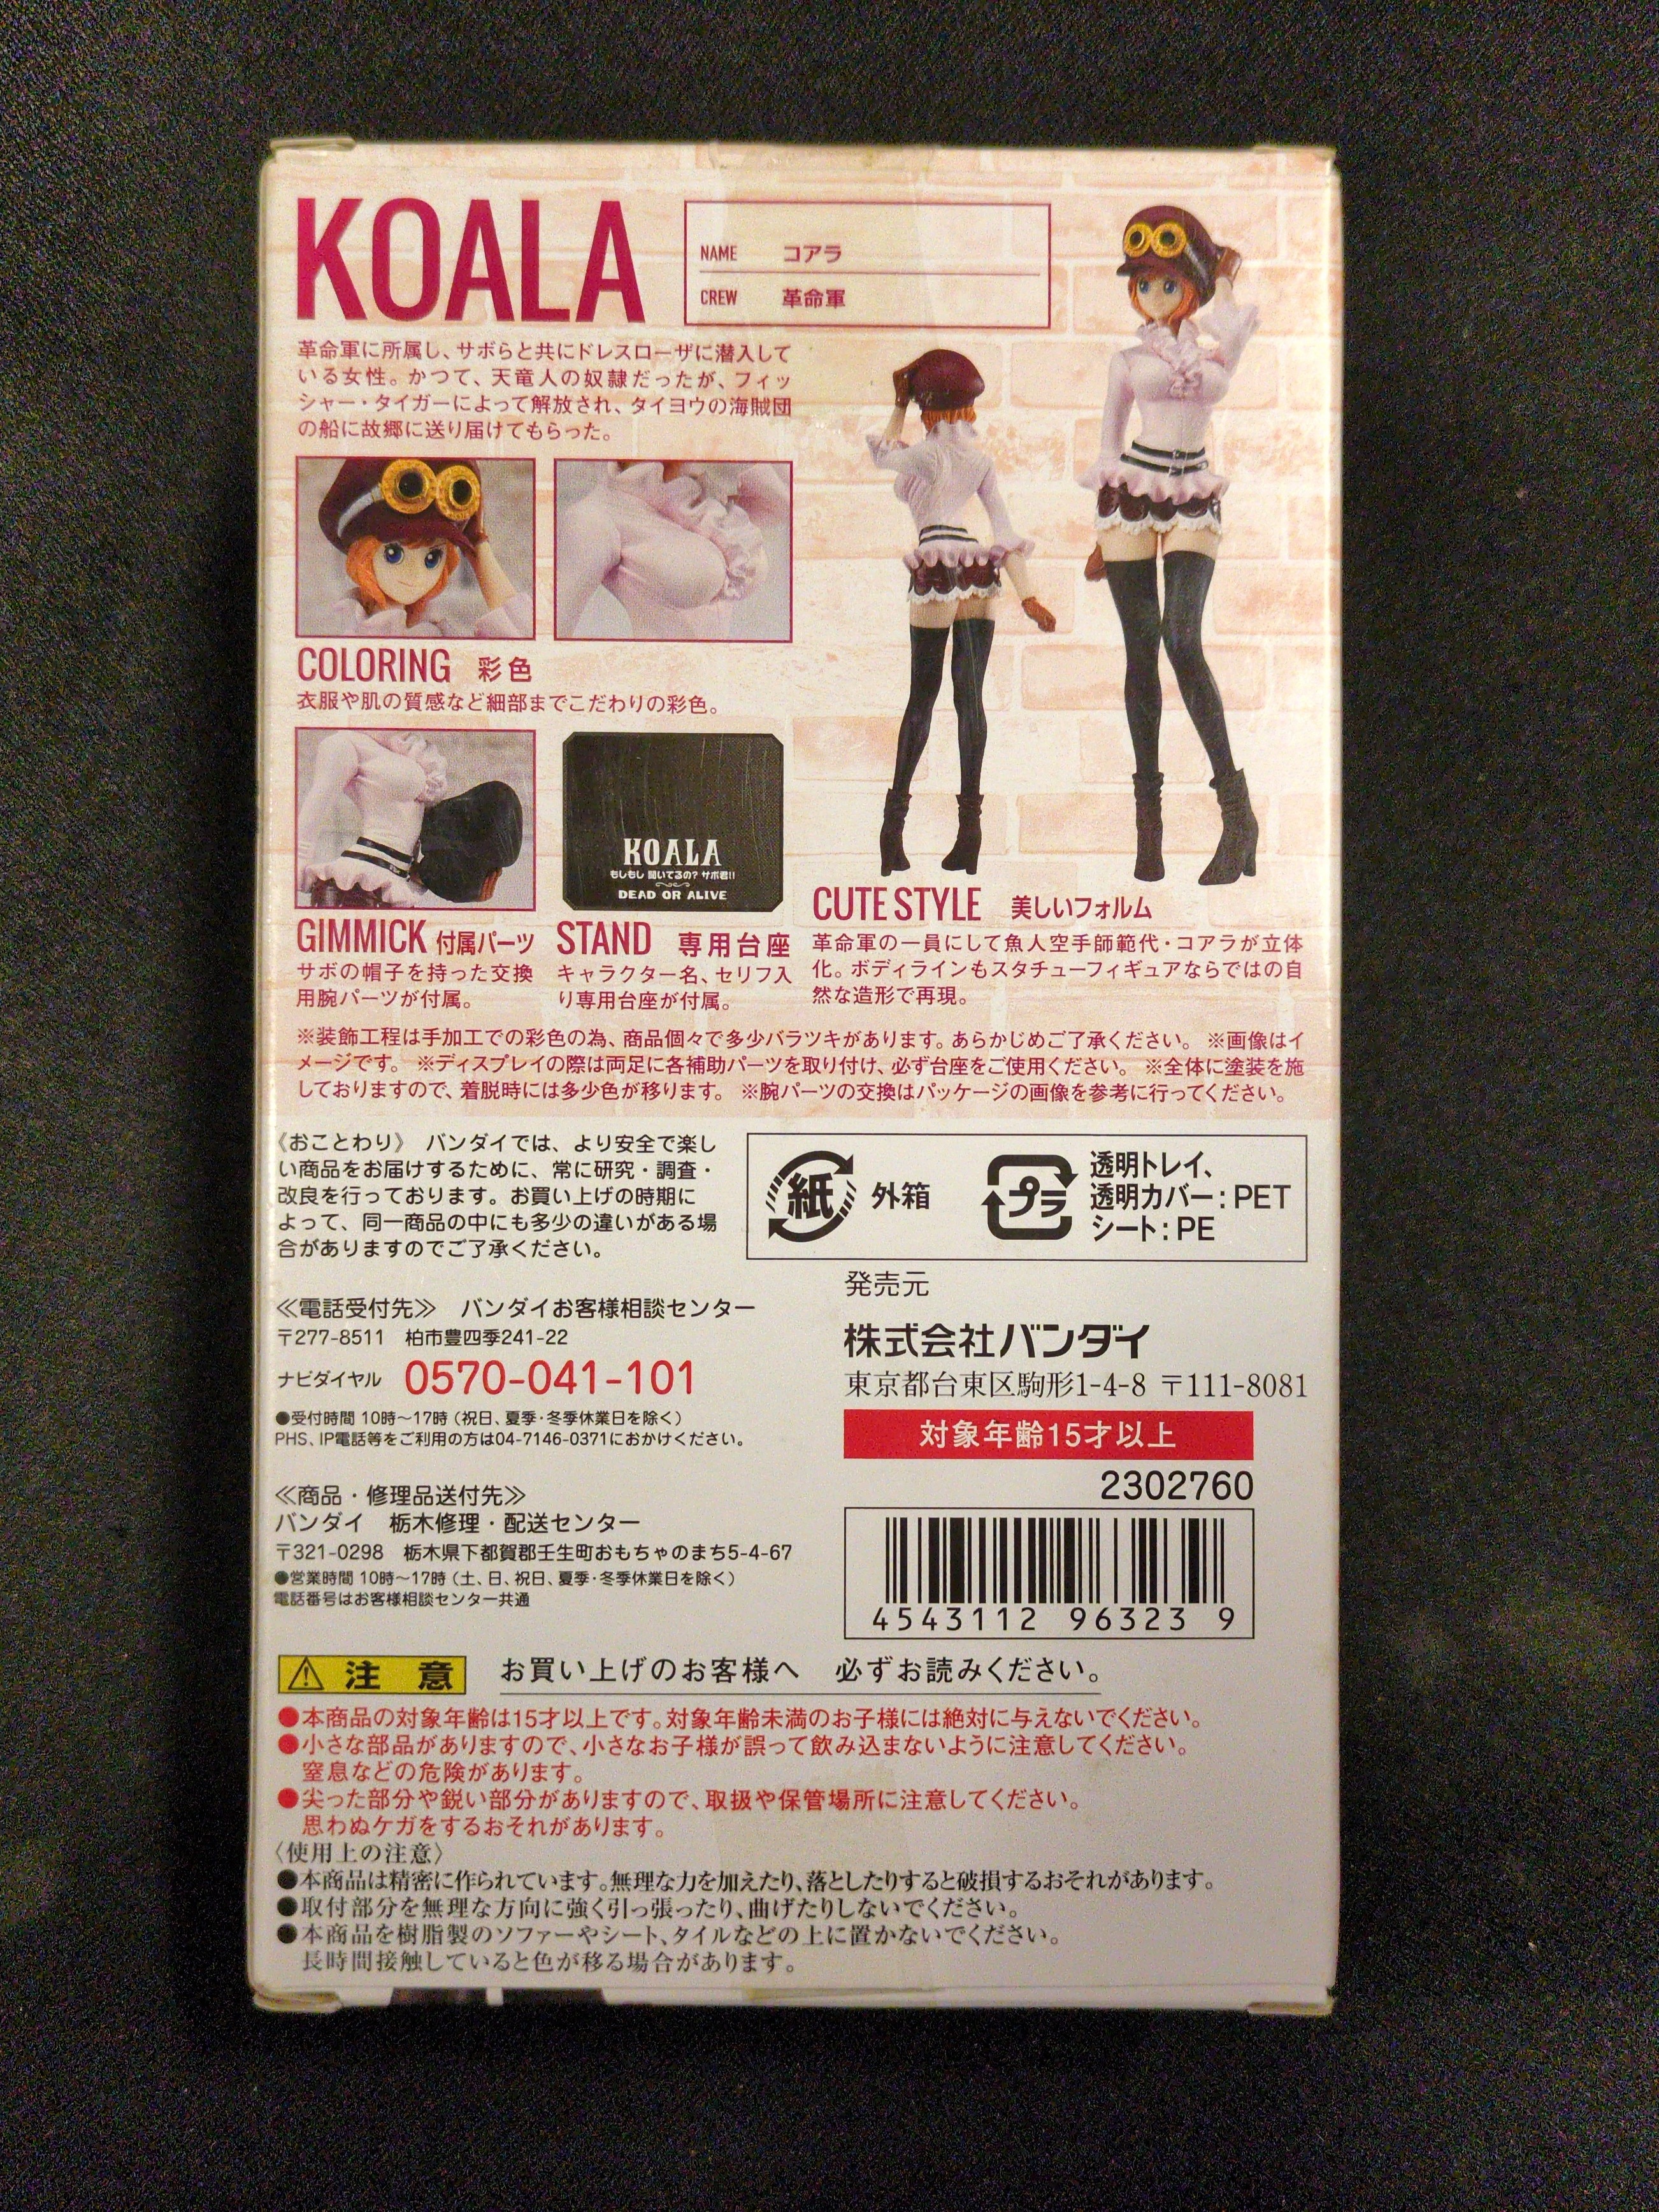 KOALA
NAME コアラ
CREW 革命軍
革命軍に所属し、サボらと共にドレスローザに潜入して
いる女性。かつて、天竜人の奴隷だったが、フィッ
シャー・タイガーによって解放され、タイヨウの海賊団
の船に故郷に送り届けてもらった。
COLORING 彩色
衣服や肌の質感など細部までこだわりの彩色。
KOALA
もしもし 聞いてるの? サボ君!!
DEAD OR ALIVE
GIMMICK 付属パーツ
サボの帽子を持った交換
用腕パーツが付属。
STAND 専用台座
キャラクター名、セリフ入
り専用台座が付属。
CUTE STYLE 美しいフォルム
革命軍の一員にして魚人空手師範代・コアラが立体
化。ボディラインもスタチューフィギュアならではの自
然な造形で再現。
※装飾工程は手加工での彩色の為、商品個々で多少バラツキがあります。あらかじめご了承ください。 ※画像はイ
メージです。 ※ディスプレイの際は両足に各補助パーツを取り付け、必ず台座をご使用ください。 ※全体に塗装を施
しておりますので、着脱時には多少色が移ります。 ※腕パーツの交換はパッケージの画像を参考に行ってください。
《おことわり》 バンダイでは、より安全で楽し
い商品をお届けするために、常に研究・調査・
改良を行っております。お買い上げの時期に
よって、同一商品の中にも多少の違いがある場
合がありますのでご了承ください。
紙 外箱
プラ 透明トレイ、
透明カバー:PET
シート:PE
≪電話受付先≫ バンダイお客様相談センター
〒277-8511 柏市豊四季241-22
ナビダイヤル 0570-041-101
●受付時間 10時〜17時 (祝日、夏季・冬季休業日を除く)
PHS、IP電話等をご利用の方は04-7146-0371におかけください。
≪商品・修理品送付先≫
バンダイ 栃木修理・配送センター
〒321-0298 栃木県下都賀郡壬生町おもちゃのまち5-4-67
●営業時間 10時〜17時 (土、日、祝日、夏季・冬季休業日を除く)
電話番号はお客様相談センター共通
発売元
株式会社バンダイ
東京都台東区駒形1-4-8 〒111-8081
対象年齢15才以上
2302760
4543112 96323 9
⚠ 注 意 お買い上げのお客様へ 必ずお読みください。
●本商品の対象年齢は15才以上です。対象年齢未満のお子様には絶対に与えないでください。
●小さな部品がありますので、小さなお子様が誤って飲み込まないように注意してください。
窒息などの危険があります。
●尖った部分や鋭い部分がありますので、取扱や保管場所に注意してください。
思わぬケガをするおそれがあります。
〈使用上の注意〉
●本商品は精密に作られています。無理な力を加えたり、落としたりすると破損するおそれがあります。
●取付部分を無理な方向に強く引っ張ったり、曲げたりしないでください。
●本商品を樹脂製のソファーやシート、タイルなどの上に置かないでください。
長時間接触していると色が移る場合があります。